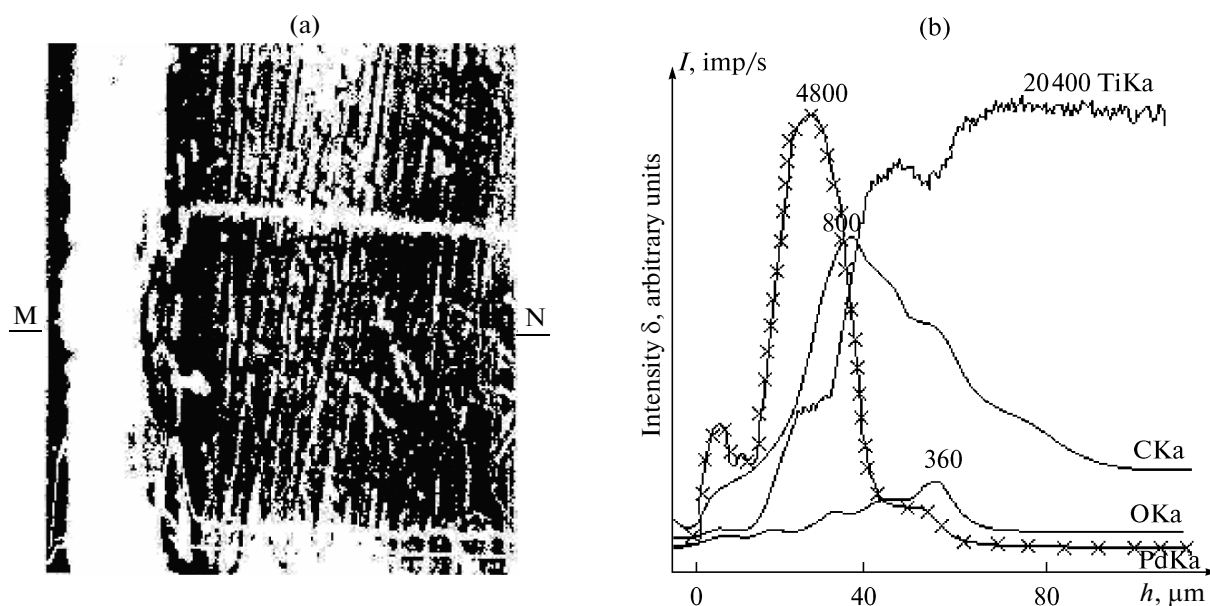 (a)
(b)
M
N
I, imp/s
Intensity δ, arbitrary units
4800
20400 TiKa
800
360
CKa
OKa
PdKa
0
40
80
h, μm